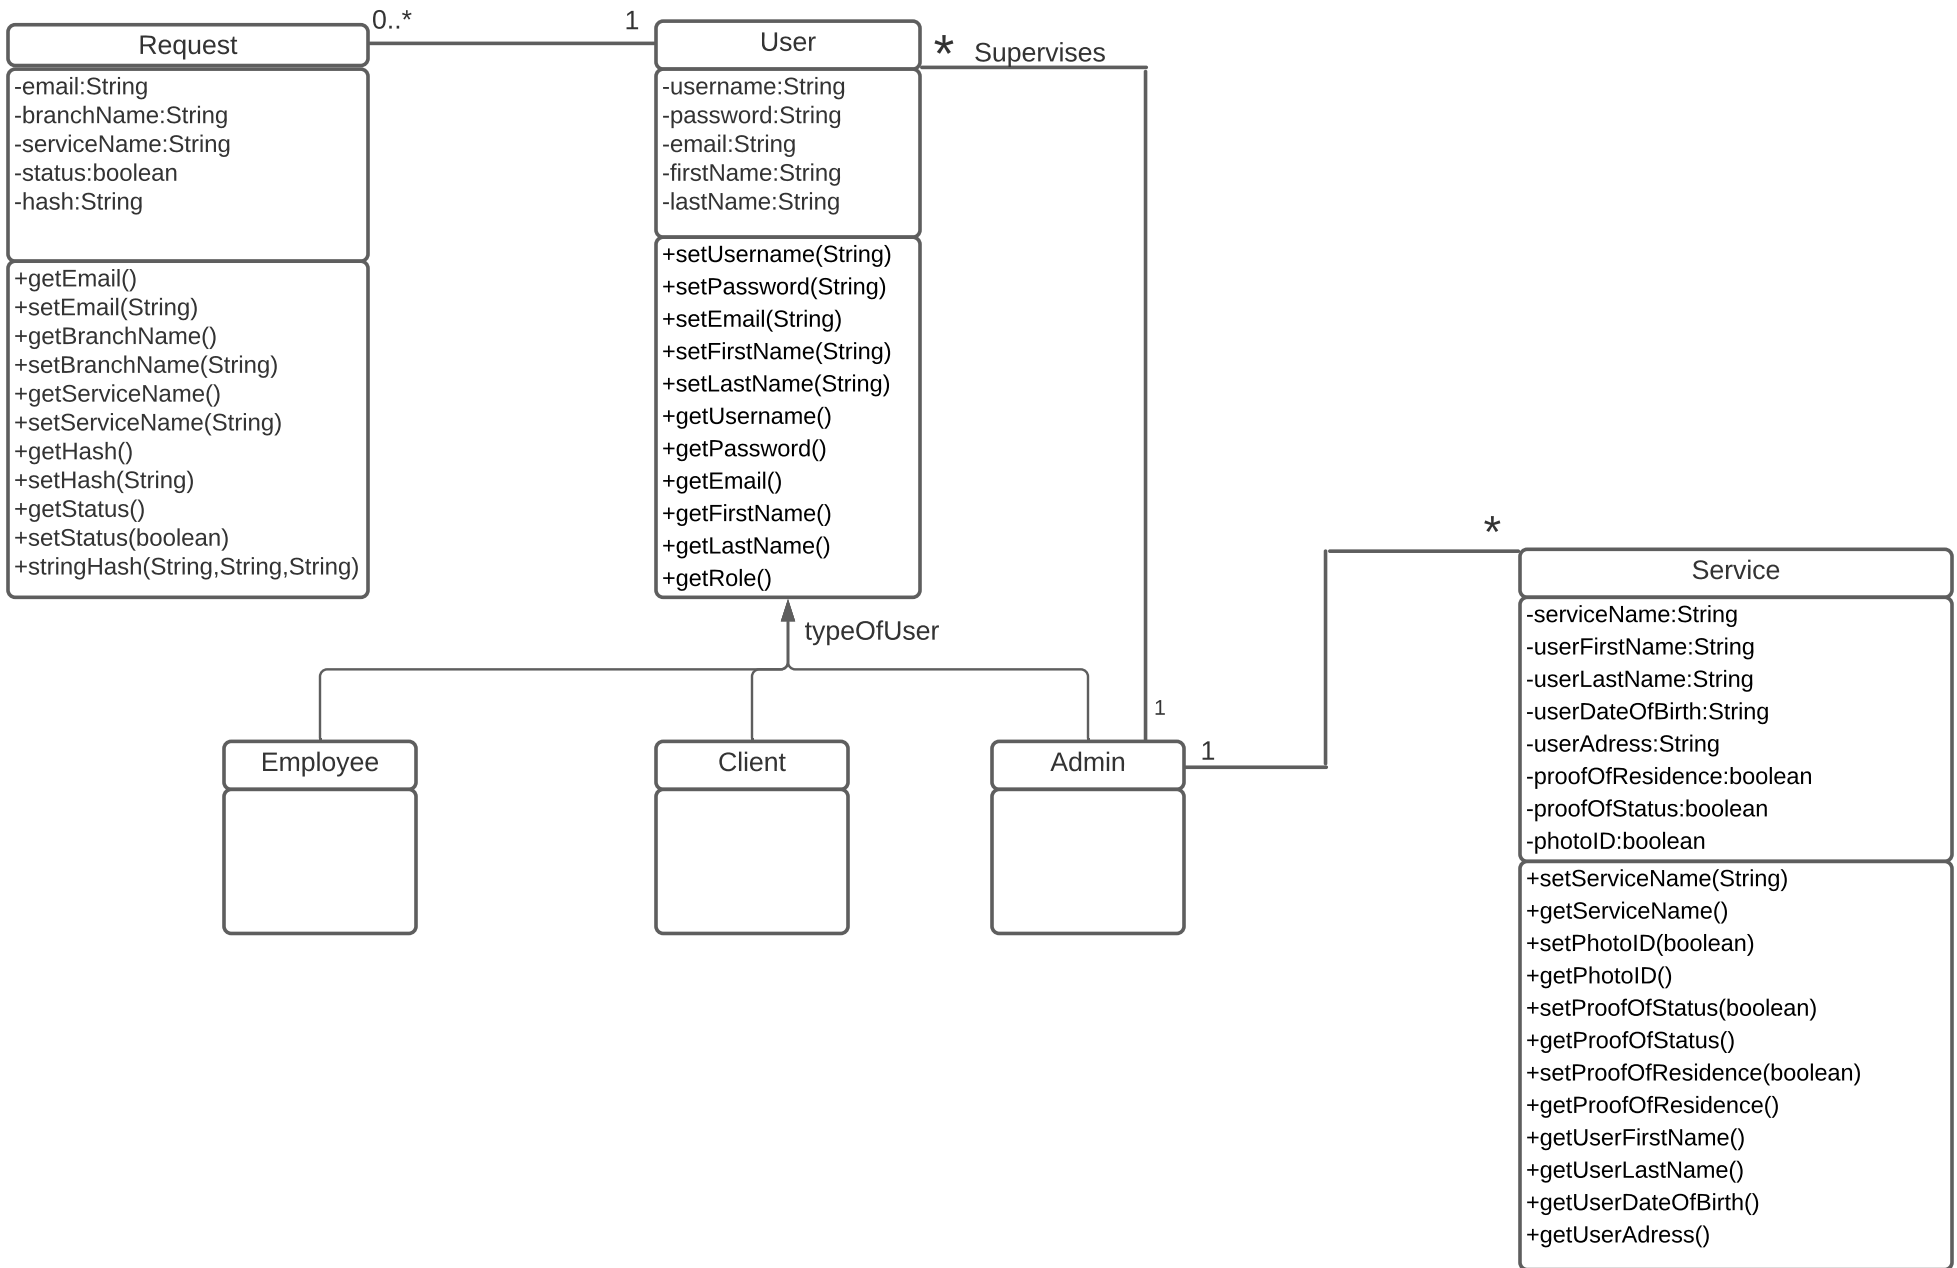 Request
0..*
1
-email:String
-branchName:String
-serviceName:String
-status:boolean
-hash:String
+getEmail()
+setEmail(String)
+getBranchName()
+setBranchName(String)
+getServiceName()
+setServiceName(String)
+getHash()
+setHash(String)
+getStatus()
+setStatus(boolean)
+stringHash(String,String,String)
User
-username:String
-password:String
-email:String
-firstName:String
-lastName:String
+setUsername(String)
+setPassword(String)
+setEmail(String)
+setFirstName(String)
+setLastName(String)
+getUsername()
+getPassword()
+getEmail()
+getFirstName()
+getLastName()
+getRole()
*
Supervises
typeOfUser
1
Employee
Client
Admin
1
*
Service
-serviceName:String
-userFirstName:String
-userLastName:String
-userDateOfBirth:String
-userAdress:String
-proofOfResidence:boolean
-proofOfStatus:boolean
-photoID:boolean
+setServiceName(String)
+getServiceName()
+setPhotoID(boolean)
+getPhotoID()
+setProofOfStatus(boolean)
+getProofOfStatus()
+setProofOfResidence(boolean)
+getProofOfResidence()
+getUserFirstName()
+getUserLastName()
+getUserDateOfBirth()
+getUserAdress()